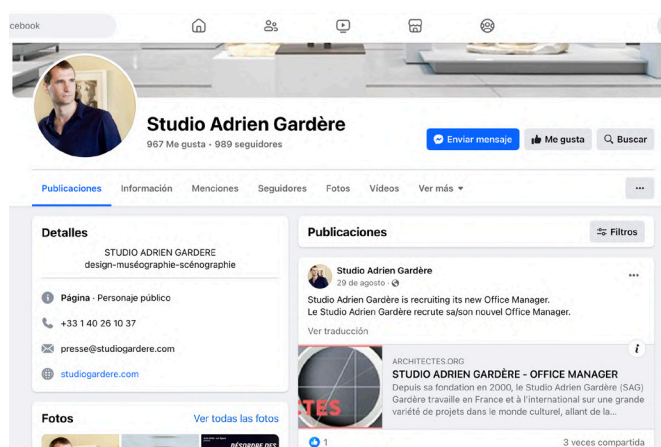 cebook
Studio Adrien Gardère
967 Me gusta · 989 seguidores
Enviar mensaje
Me gusta
Buscar
Publicaciones
Información
Menciones
Seguidores
Fotos
Vídeos
Ver más
Detalles
STUDIO ADRIEN GARDERE
design-muséographie-scénographie
Página · Personaje público
+33 1 40 26 10 37
presse@studiogardere.com
studiogardere.com
Fotos
Ver todas las fotos
DÉSORDRE DES
Publicaciones
Filtros
Studio Adrien Gardère
29 de agosto ·
Studio Adrien Gardère is recruiting its new Office Manager.
Le Studio Adrien Gardère recrute sa/son nouvel Office Manager.
Ver traducción
TES
ARCHITECTES.ORG
STUDIO ADRIEN GARDÈRE - OFFICE MANAGER
Depuis sa fondation en 2000, le Studio Adrien Gardère (SAG)
Gardère travaille en France et à l'international sur une grande
variété de projets dans le monde culturel, allant de la...
1
3 veces compartida